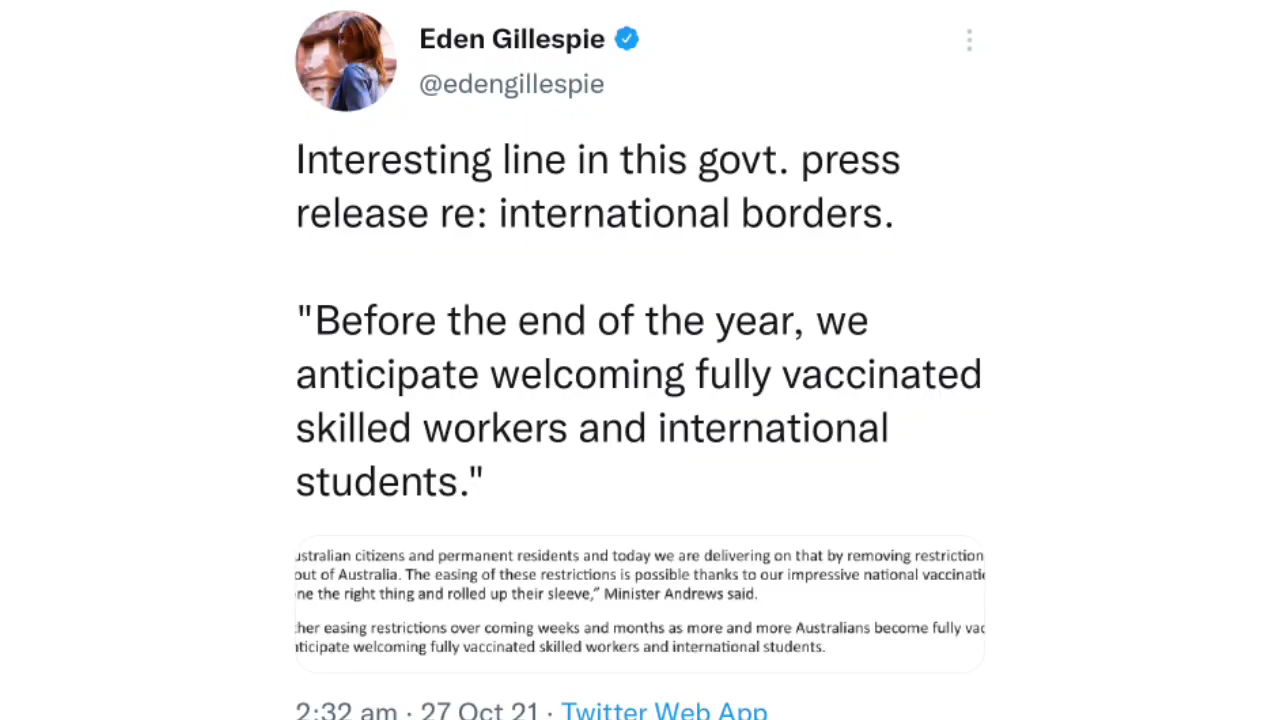 Eden Gillespie
@edengillespie
Interesting line in this govt. press
release re: international borders.
"Before the end of the year, we
anticipate welcoming fully vaccinated
skilled workers and international
students."
ustralian citizens and permanent residents and today we are delivering on that by removing restriction
out of Australia. The easing of these restrictions is possible thanks to our impressive national vaccinati
ne the right thing and rolled up their sleeve,” Minister Andrews said.
her easing restrictions over coming weeks and months as more and more Australians become fully vac
ticipate welcoming fully vaccinated skilled workers and international students.
2:32 am · 27 Oct 21 · Twitter Web App